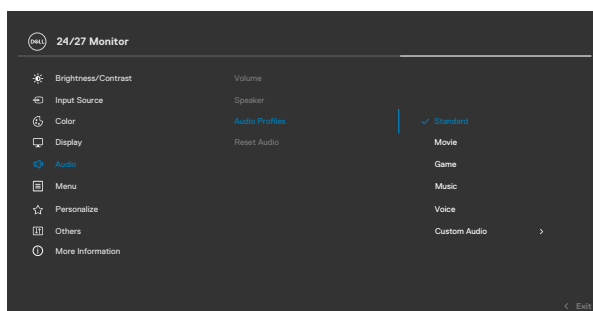 DELL 24/27 Monitor
Brightness/Contrast Volume
Input Source Speaker
Color Audio Profiles ✓ Standard
Display Reset Audio Movie
Audio Game
Menu Music
Personalize Voice
Others Custom Audio >
More Information
< Exit